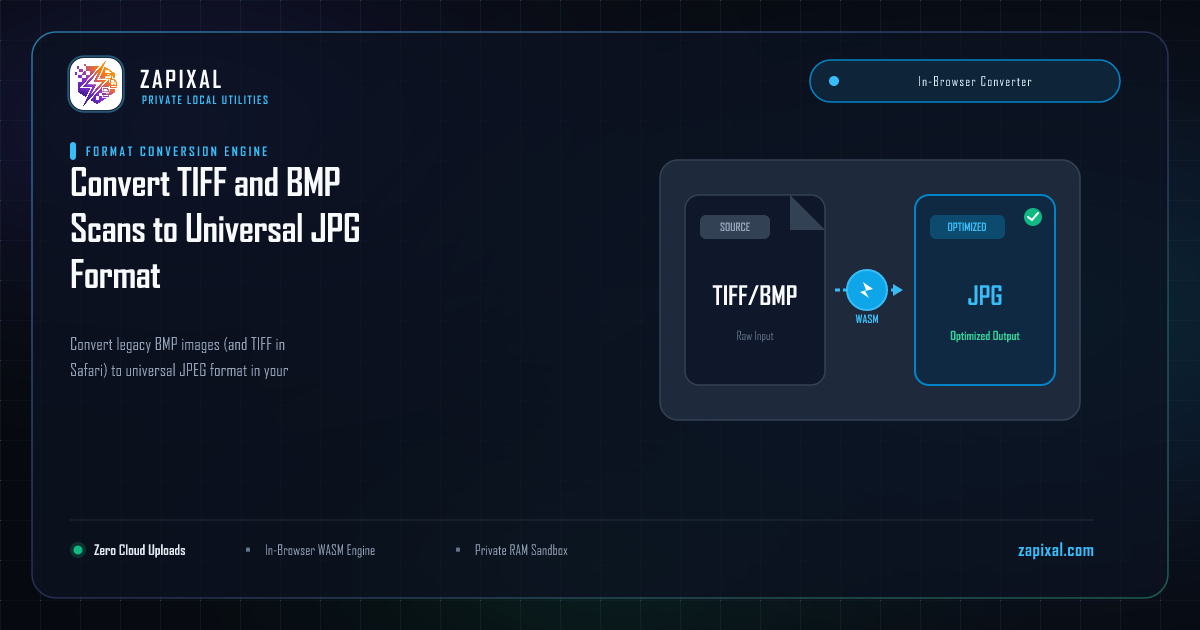 ZAPIXAL
PRIVATE LOCAL UTILITIES
In-Browser Converter
FORMAT CONVERSION ENGINE
Convert TIFF and BMP
Scans to Universal JPG
Format
Convert legacy BMP images (and TIFF in
Safari) to universal JPEG format in your
SOURCE
TIFF/BMP
Raw Input
WASM
OPTIMIZED
JPG
Optimized Output
Zero Cloud Uploads
In-Browser WASM Engine
Private RAM Sandbox
zapixal.com